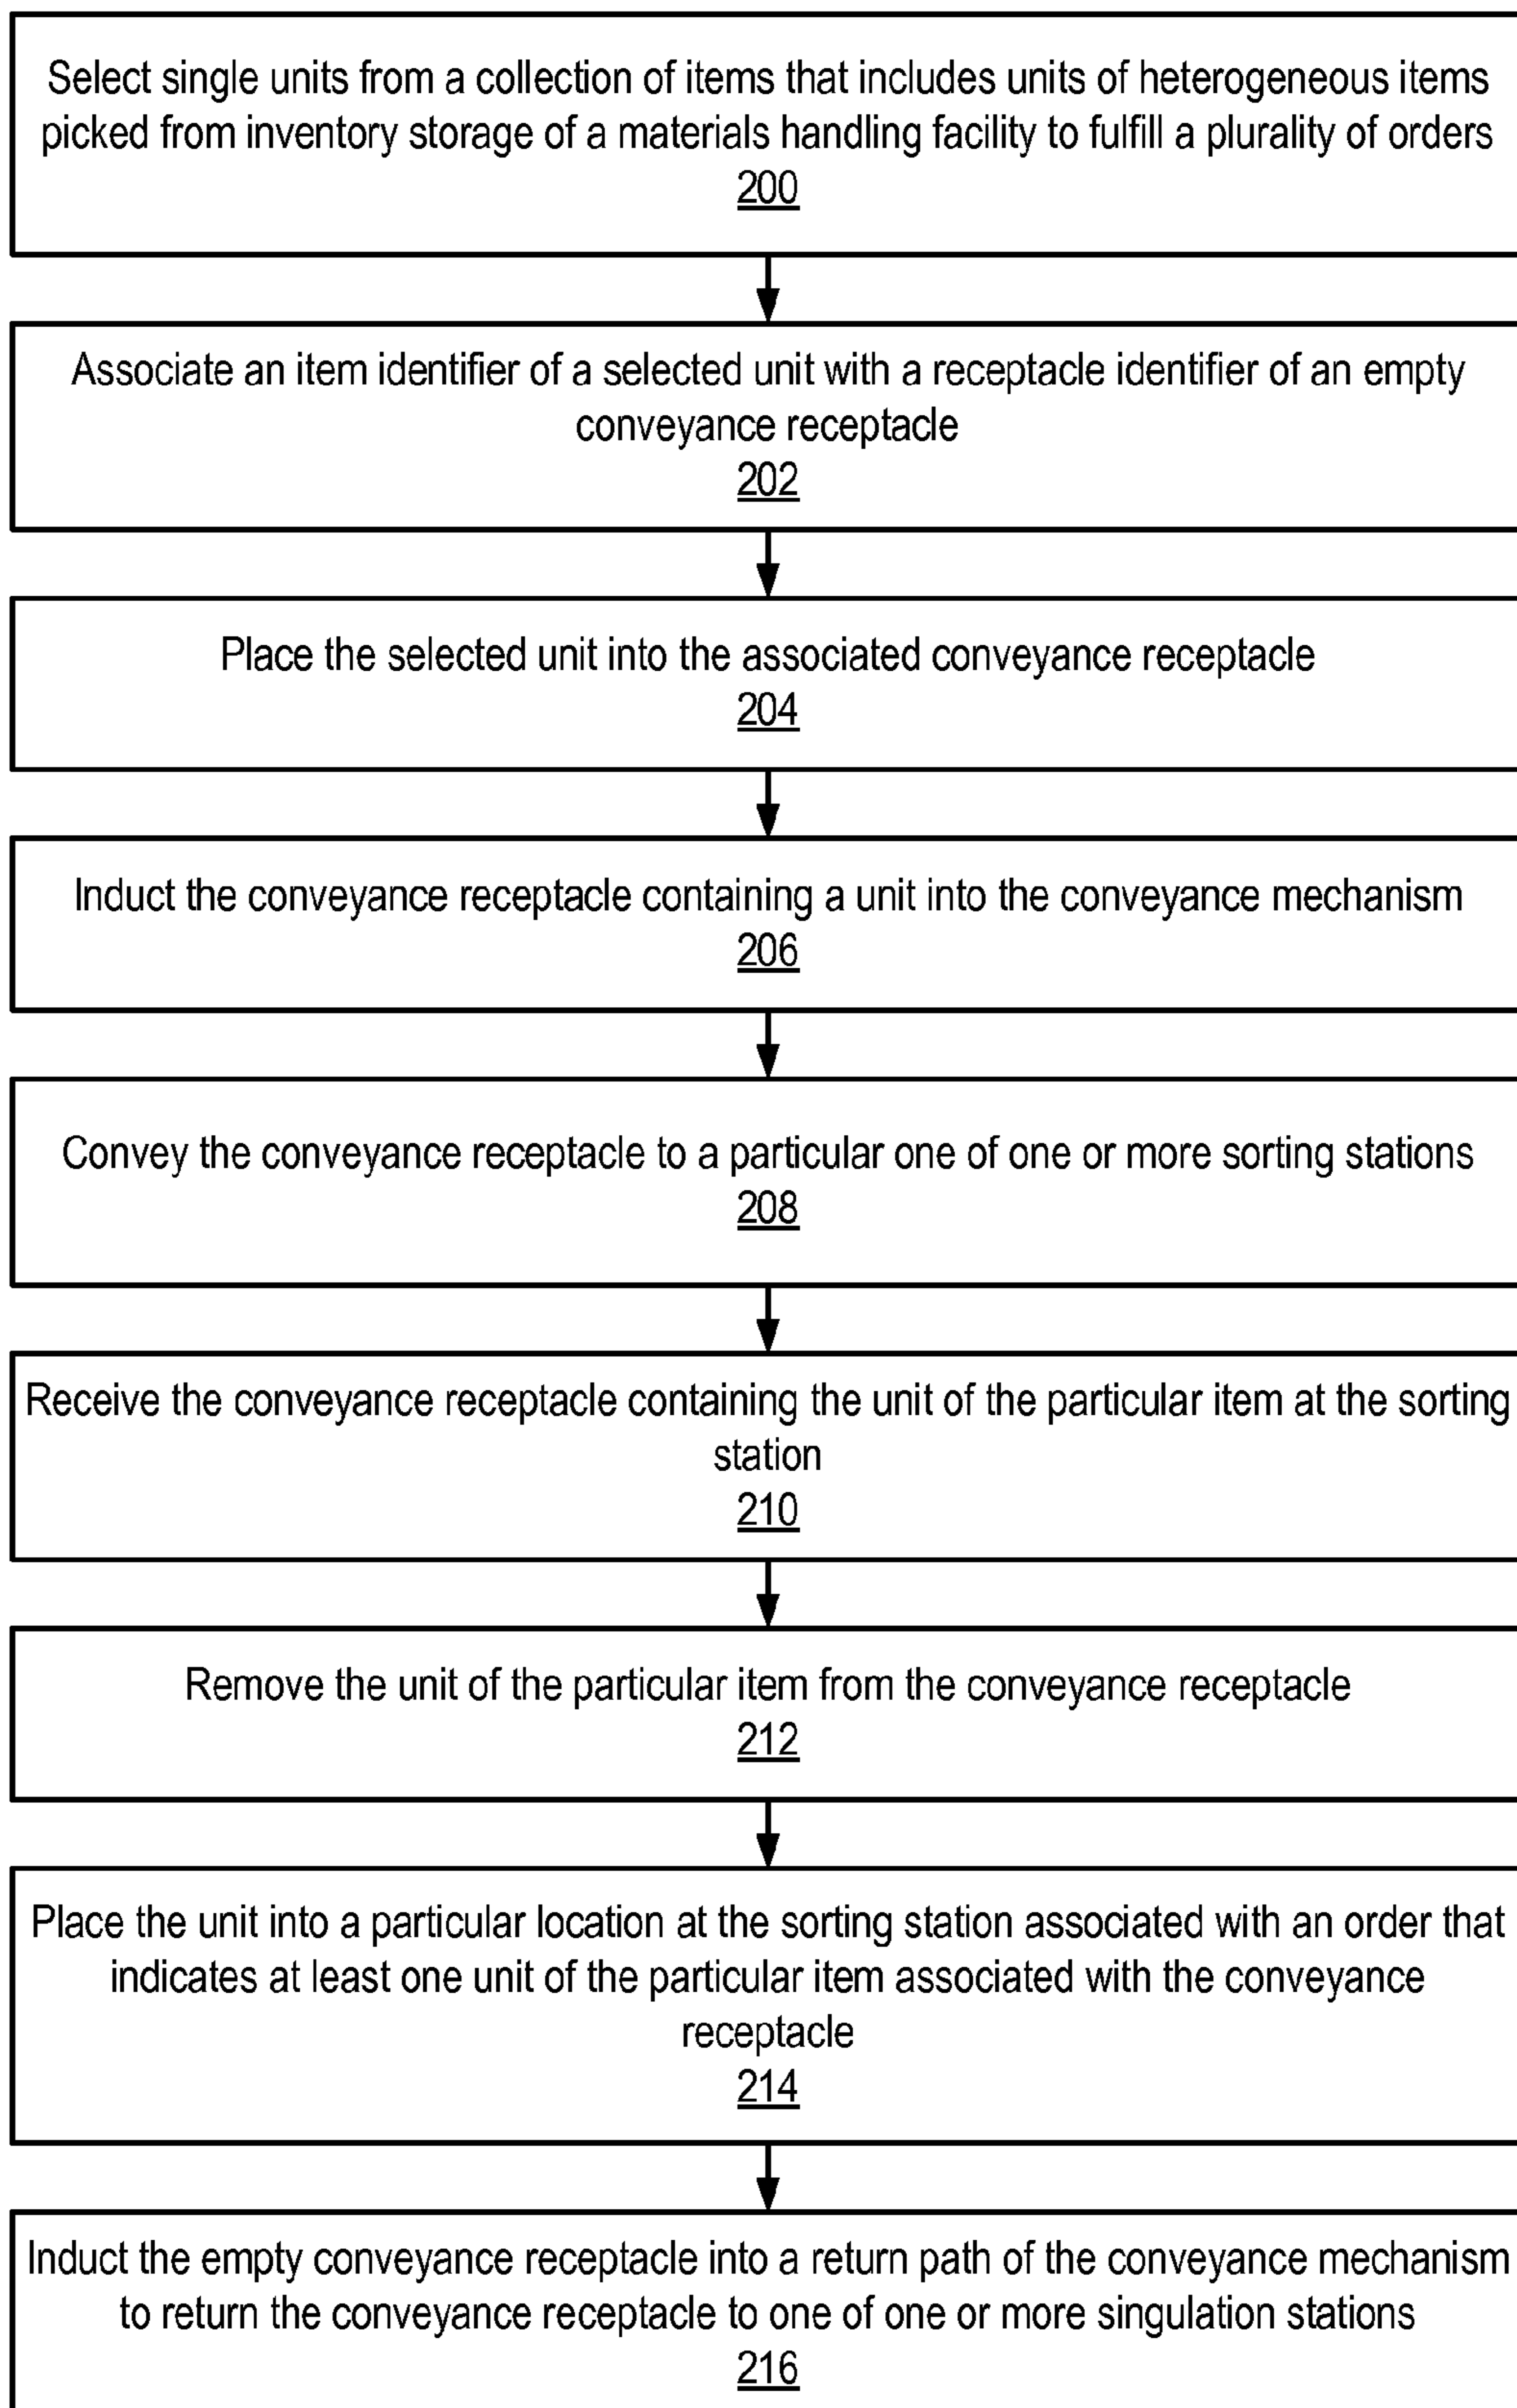 Select single units from a collection of items that includes units of heterogeneous items
picked from inventory storage of a materials handling facility to fulfill a plurality of orders
200
Associate an item identifier of a selected unit with a receptacle identifier of an empty
conveyance receptacle
202
Place the selected unit into the associated conveyance receptacle
204
Induct the conveyance receptacle containing a unit into the conveyance mechanism
206
Convey the conveyance receptacle to a particular one of one or more sorting stations
208
Receive the conveyance receptacle containing the unit of the particular item at the sorting
station
210
Remove the unit of the particular item from the conveyance receptacle
212
Place the unit into a particular location at the sorting station associated with an order that
indicates at least one unit of the particular item associated with the conveyance
receptacle
214
Induct the empty conveyance receptacle into a return path of the conveyance mechanism
to return the conveyance receptacle to one of one or more singulation stations
216